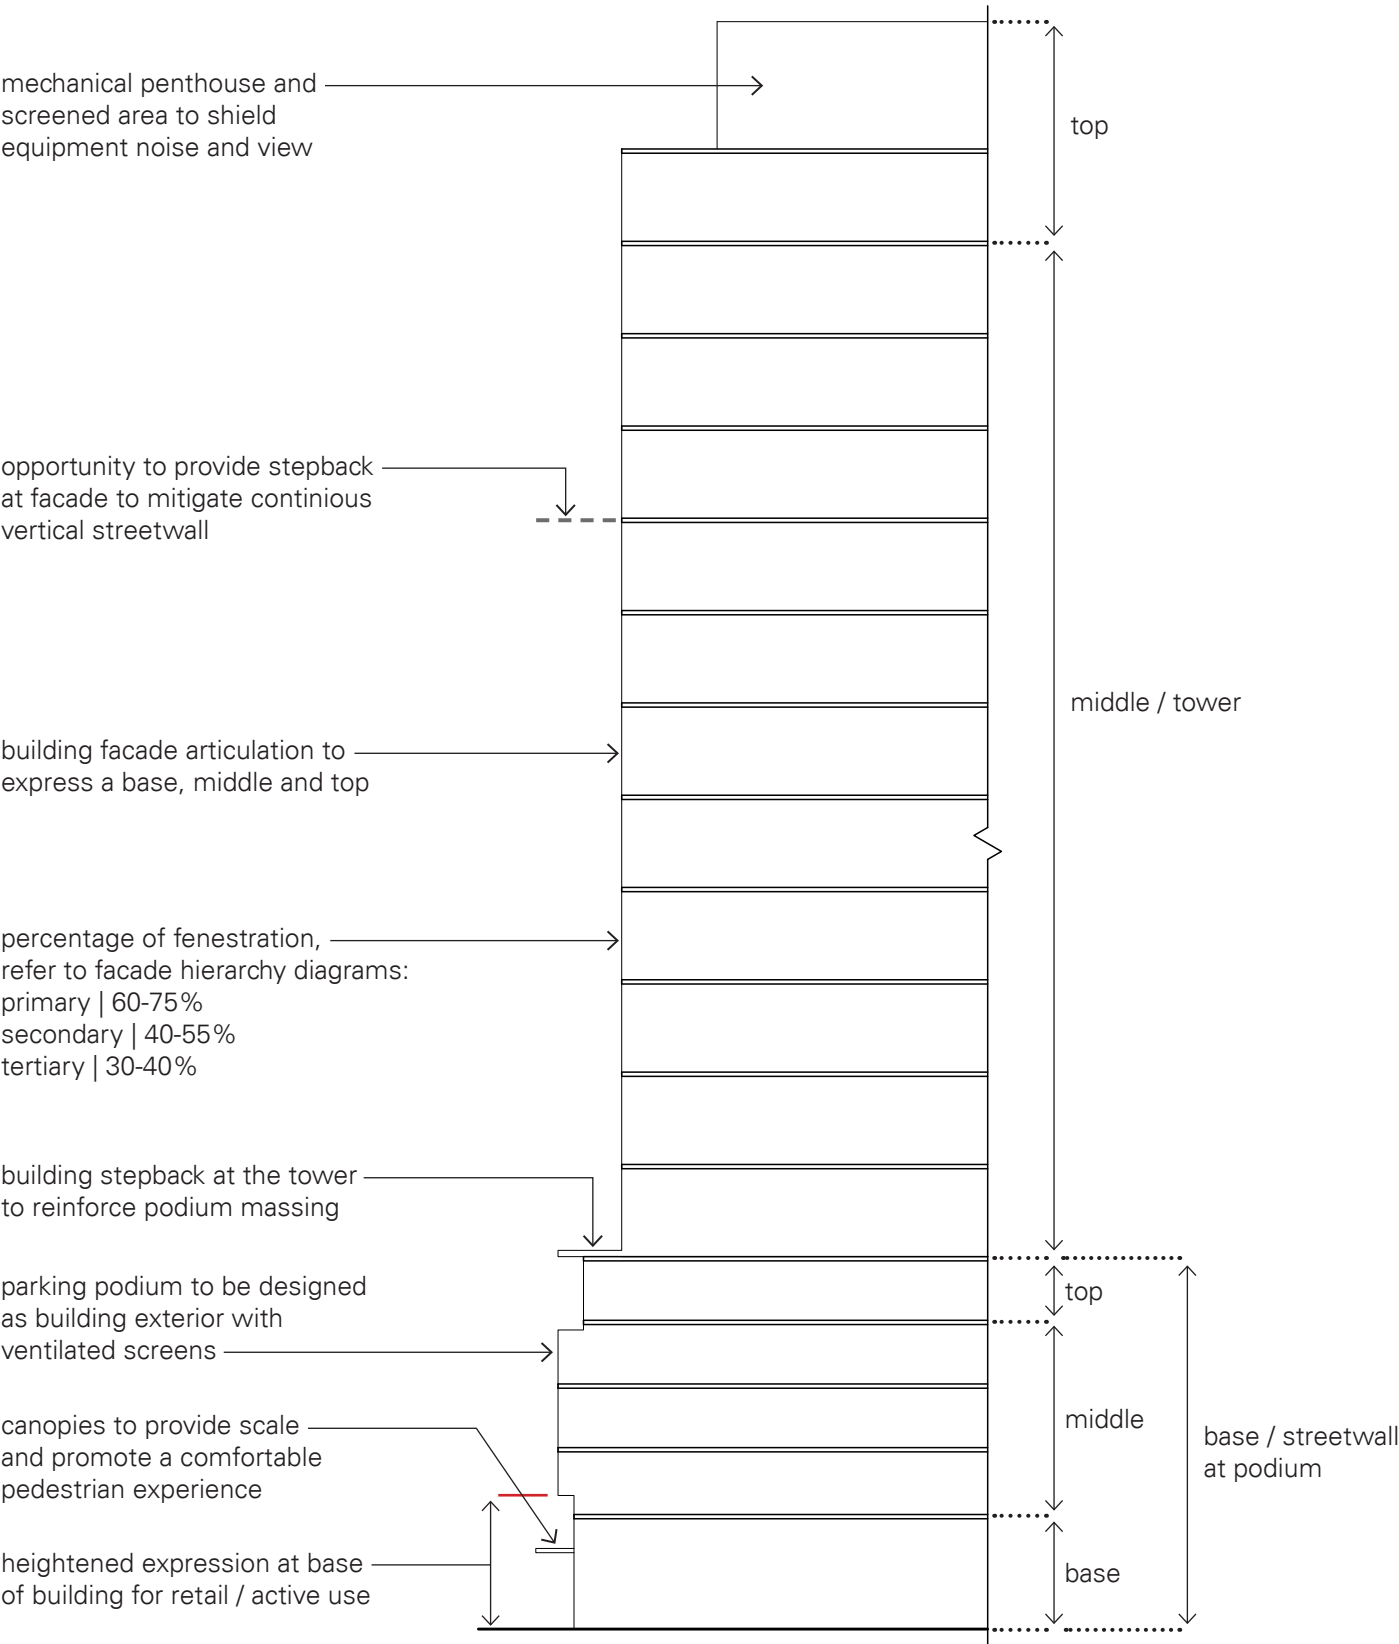 mechanical penthouse and
screened area to shield
equipment noise and view
top
opportunity to provide stepback
at facade to mitigate continious
vertical streetwall
middle / tower
building facade articulation to
express a base, middle and top
percentage of fenestration,
refer to facade hierarchy diagrams:
primary | 60-75%
secondary | 40-55%
tertiary | 30-40%
building stepback at the tower
to reinforce podium massing
parking podium to be designed
as building exterior with
ventilated screens
top
middle
base / streetwall
at podium
canopies to provide scale
and promote a comfortable
pedestrian experience
heightened expression at base
of building for retail / active use
base